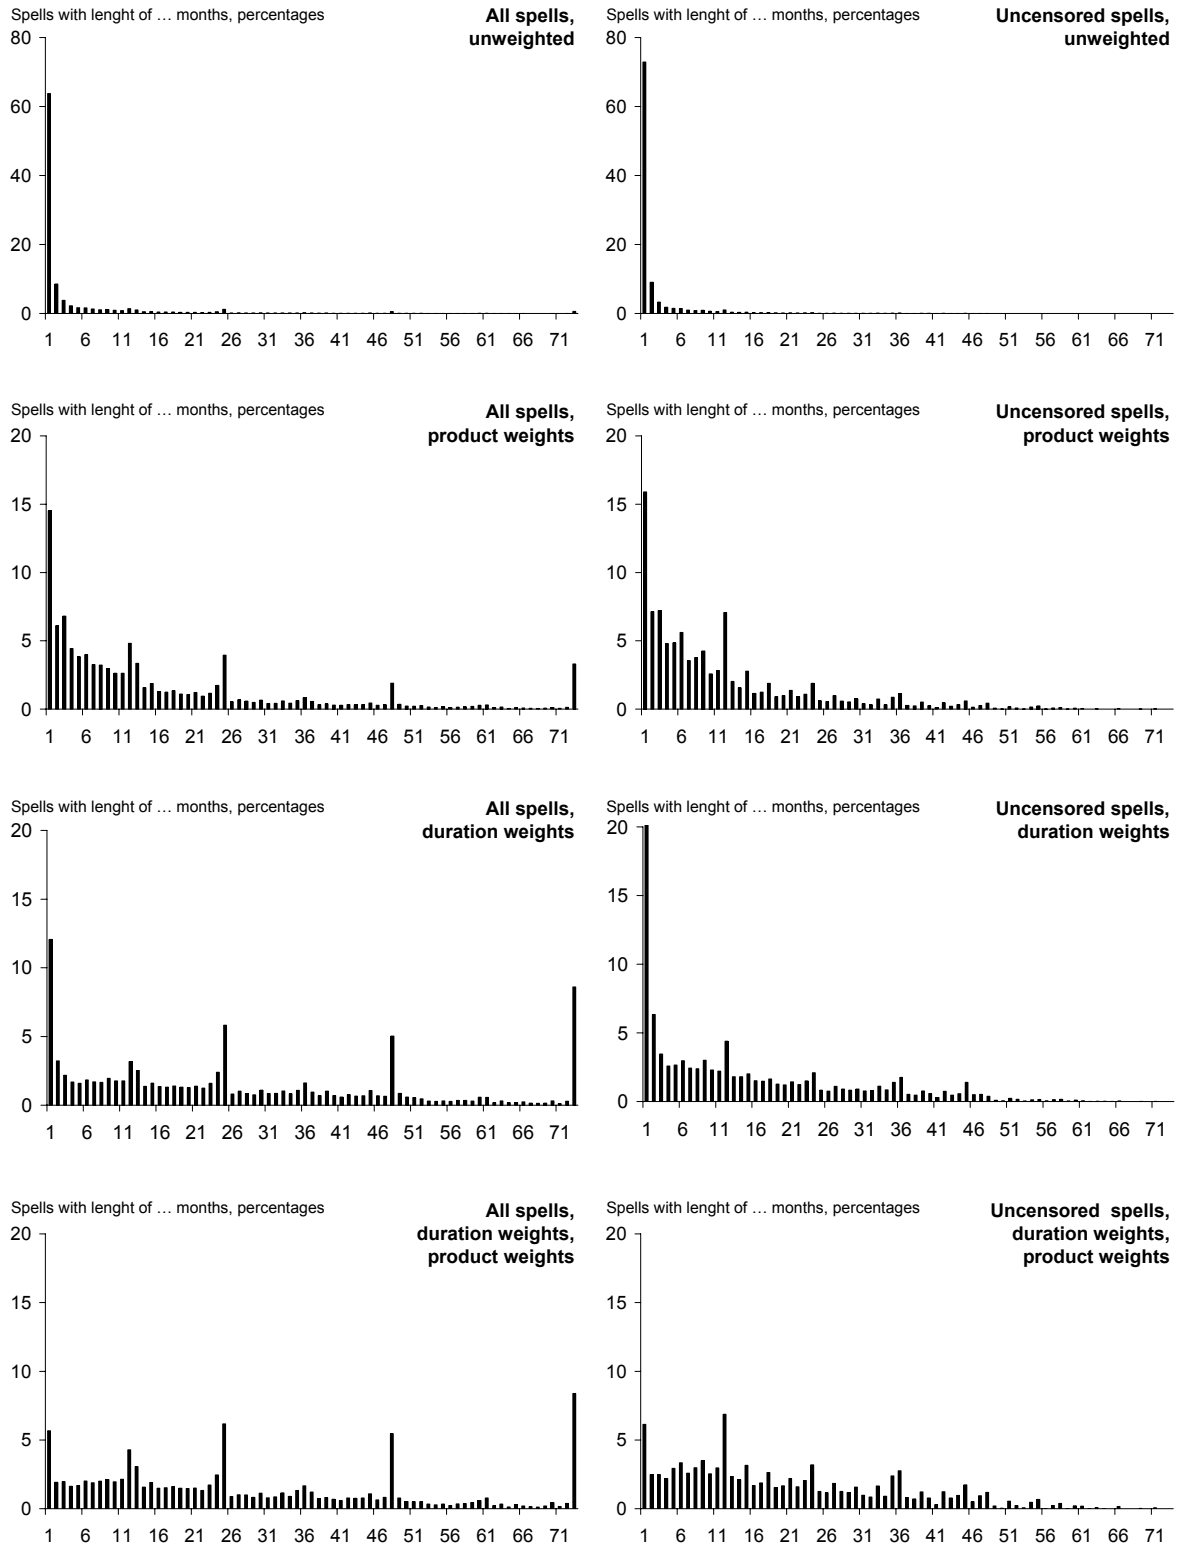 Spells with lenght of … months, percentages
All spells,
unweighted
80
60
40
20
0
1 6 11 16 21 26 31 36 41 46 51 56 61 66 71
Spells with lenght of … months, percentages
Uncensored spells,
unweighted
80
60
40
20
0
1 6 11 16 21 26 31 36 41 46 51 56 61 66 71
Spells with lenght of … months, percentages
All spells,
product weights
20
15
10
5
0
1 6 11 16 21 26 31 36 41 46 51 56 61 66 71
Spells with lenght of … months, percentages
Uncensored spells,
product weights
20
15
10
5
0
1 6 11 16 21 26 31 36 41 46 51 56 61 66 71
Spells with lenght of … months, percentages
All spells,
duration weights
20
15
10
5
0
1 6 11 16 21 26 31 36 41 46 51 56 61 66 71
Spells with lenght of … months, percentages
Uncensored spells,
duration weights
20
15
10
5
0
1 6 11 16 21 26 31 36 41 46 51 56 61 66 71
Spells with lenght of … months, percentages
All spells,
duration weights,
product weights
20
15
10
5
0
1 6 11 16 21 26 31 36 41 46 51 56 61 66 71
Spells with lenght of … months, percentages
Uncensored spells,
duration weights,
product weights
20
15
10
5
0
1 6 11 16 21 26 31 36 41 46 51 56 61 66 71